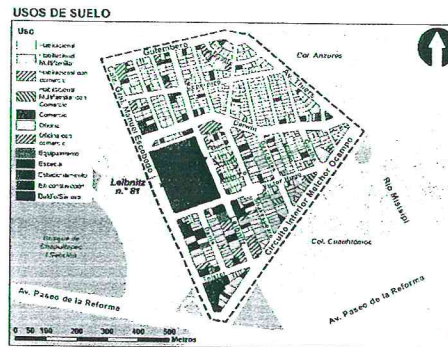 USOS DE SUELO
Uso
Habitacional
Habitacional
Multifamiliar
Habitacional con
comercio
Habitacional
Multifamiliar con
Comercio
Comercio
Oficina
Oficina con
comercio
Equipamiento
Escuela
Estacionamiento
En construcción
Baldío/Sin uso
Gutemberg
Col. Anzures
Leibnitz
n.° 81
Bosque de
Chapultepec
I Sección
Circuito Interior Melchor Ocampo
Río Misisipi
Col. Cuauhtémoc
Av. Paseo de la Reforma
Av. Paseo de la Reforma
0 50 100 200 300 400 500
Metros